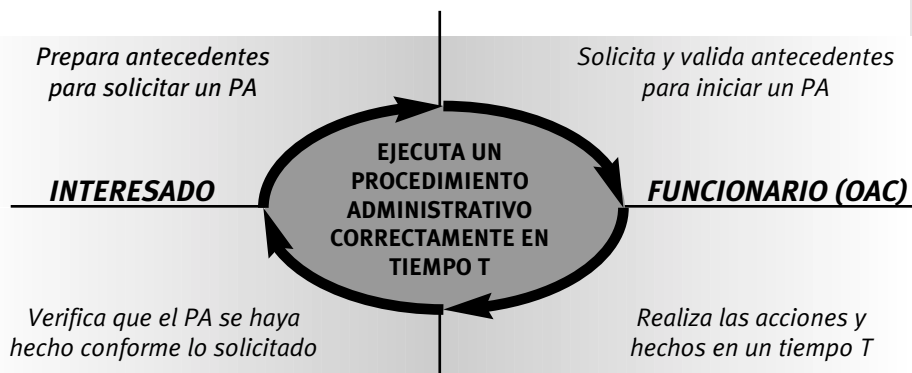 Prepara antecedentes
para solicitar un PA
Solicita y valida antecedentes
para iniciar un PA
INTERESADO
EJECUTA UN
PROCEDIMIENTO
ADMINISTRATIVO
CORRECTAMENTE EN
TIEMPO T
FUNCIONARIO (OAC)
Verifica que el PA se haya
hecho conforme lo solicitado
Realiza las acciones y
hechos en un tiempo T